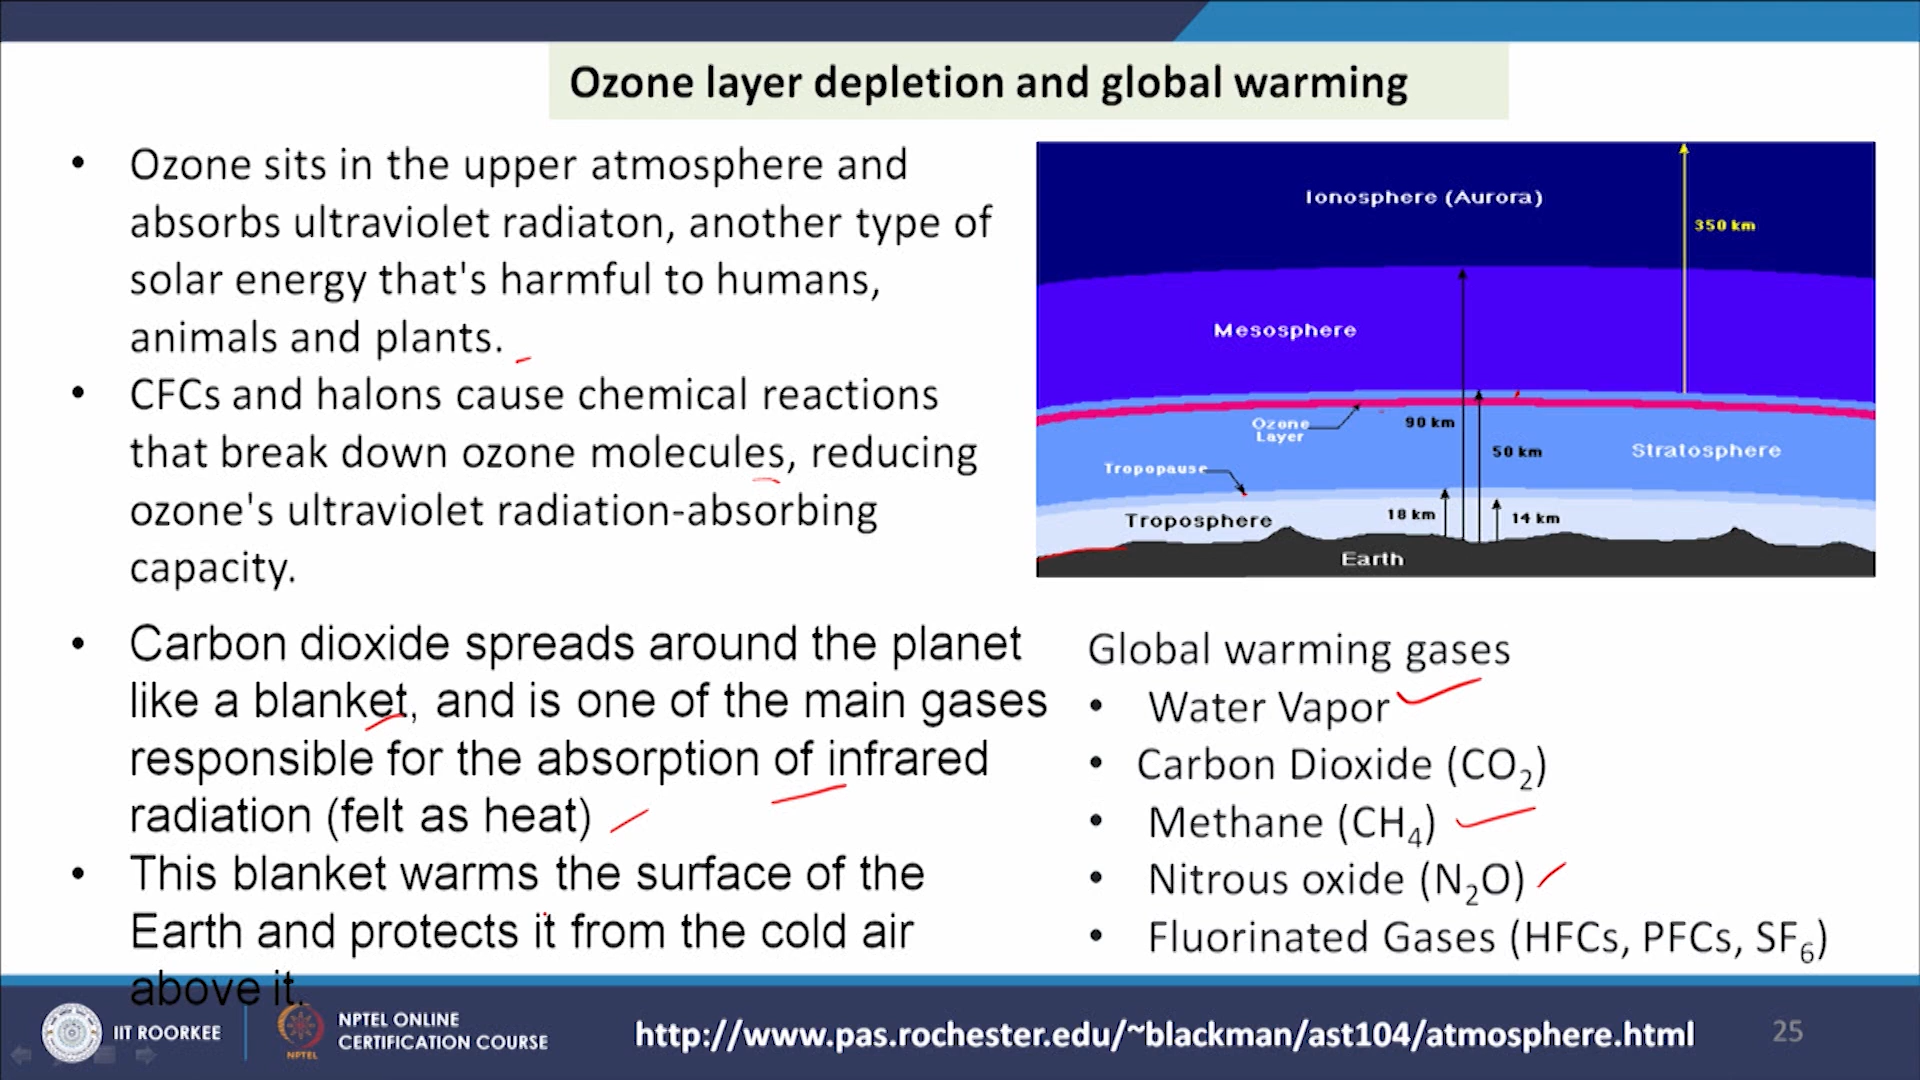 Ozone layer depletion and global warming
• Ozone sits in the upper atmosphere and
absorbs ultraviolet radiaton, another type of
solar energy that's harmful to humans,
animals and plants.
• CFCs and halons cause chemical reactions
that break down ozone molecules, reducing
ozone's ultraviolet radiation-absorbing
capacity.
• Carbon dioxide spreads around the planet
like a blanket, and is one of the main gases
responsible for the absorption of infrared
radiation (felt as heat)
• This blanket warms the surface of the
Earth and protects it from the cold air
above it.
Ionosphere (Aurora)
350 km
Mesosphere
Ozone
Layer
90 km
50 km
Stratosphere
Tropopause
Troposphere
18 km
14 km
Earth
Global warming gases
• Water Vapor
• Carbon Dioxide (CO₂)
• Methane (CH₄)
• Nitrous oxide (N₂O)
• Fluorinated Gases (HFCs, PFCs, SF₆)
IIT ROORKEE
NPTEL
NPTEL ONLINE
CERTIFICATION COURSE
http://www.pas.rochester.edu/~blackman/ast104/atmosphere.html
25